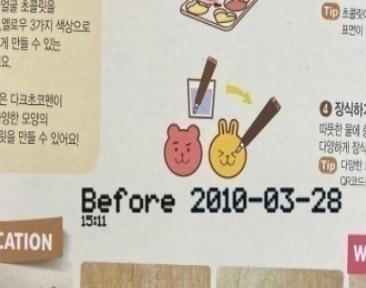 얼굴 초콜릿을
옐로우 3가지 색상으로
게 만들 수 있는
요.
은 다크초코펜이
양한 모양의
릿을 만들 수 있어요!
Tip 초콜릿
표면이
❹ 장식하기
따뜻한 물에
다양하게 장식
Tip 다양한
QR코드
Before 2010-03-28
15:11
CATION
W